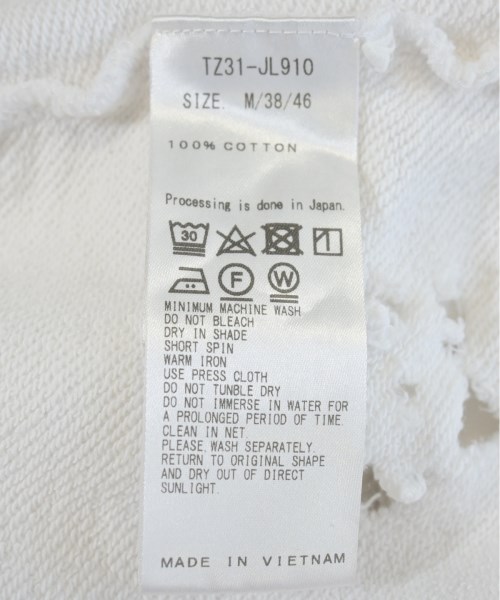 TZ31-JL910
SIZE. M/38/46
100% COTTON
Processing is done in Japan.
30
F W
MINIMUM MACHINE WASH
DO NOT BLEACH
DRY IN SHADE
SHORT SPIN
WARM IRON
USE PRESS CLOTH
DO NOT TUNBLE DRY
DO NOT IMMERSE IN WATER FOR
A PROLONGED PERIOD OF TIME.
CLEAN IN NET.
PLEASE WASH SEPARATELY.
RETURN TO ORIGINAL SHAPE
AND DRY OUT OF DIRECT
SUNLIGHT.
MADE IN VIETNAM